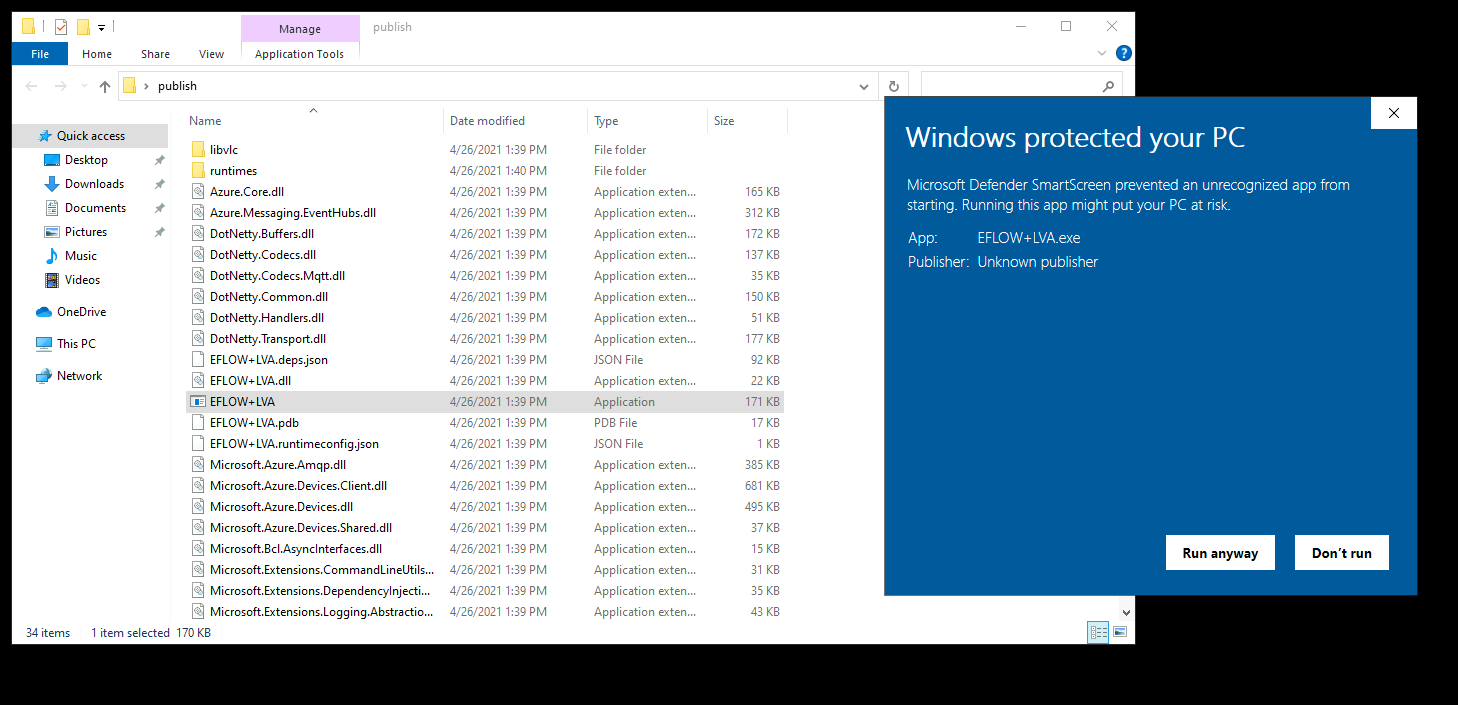 Manage publish
File Home Share View Application Tools
publish
Name Date modified Type Size
Quick access
Desktop
Downloads
Documents
Pictures
Music
Videos
OneDrive
This PC
Network
libvlc 4/26/2021 1:39 PM File folder
runtimes 4/26/2021 1:40 PM File folder
Azure.Core.dll 4/26/2021 1:39 PM Application exten... 165 KB
Azure.Messaging.EventHubs.dll 4/26/2021 1:39 PM Application exten... 312 KB
DotNetty.Buffers.dll 4/26/2021 1:39 PM Application exten... 172 KB
DotNetty.Codecs.dll 4/26/2021 1:39 PM Application exten... 137 KB
DotNetty.Codecs.Mqtt.dll 4/26/2021 1:39 PM Application exten... 35 KB
DotNetty.Common.dll 4/26/2021 1:39 PM Application exten... 150 KB
DotNetty.Handlers.dll 4/26/2021 1:39 PM Application exten... 51 KB
DotNetty.Transport.dll 4/26/2021 1:39 PM Application exten... 177 KB
EFLOW+LVA.deps.json 4/26/2021 1:39 PM JSON File 92 KB
EFLOW+LVA.dll 4/26/2021 1:39 PM Application exten... 22 KB
EFLOW+LVA 4/26/2021 1:39 PM Application 171 KB
EFLOW+LVA.pdb 4/26/2021 1:39 PM PDB File 17 KB
EFLOW+LVA.runtimeconfig.json 4/26/2021 1:39 PM JSON File 1 KB
Microsoft.Azure.Amqp.dll 4/26/2021 1:39 PM Application exten... 385 KB
Microsoft.Azure.Devices.Client.dll 4/26/2021 1:39 PM Application exten... 681 KB
Microsoft.Azure.Devices.dll 4/26/2021 1:39 PM Application exten... 495 KB
Microsoft.Azure.Devices.Shared.dll 4/26/2021 1:39 PM Application exten... 37 KB
Microsoft.Bcl.AsyncInterfaces.dll 4/26/2021 1:39 PM Application exten... 15 KB
Microsoft.Extensions.CommandLineUtils... 4/26/2021 1:39 PM Application exten... 31 KB
Microsoft.Extensions.DependencyInjecti... 4/26/2021 1:39 PM Application exten... 35 KB
Microsoft.Extensions.Logging.Abstractio... 4/26/2021 1:39 PM Application exten... 43 KB
34 items 1 item selected 170 KB
Windows protected your PC
Microsoft Defender SmartScreen prevented an unrecognized app from
starting. Running this app might put your PC at risk.
App: EFLOW+LVA.exe
Publisher: Unknown publisher
Run anyway Don’t run